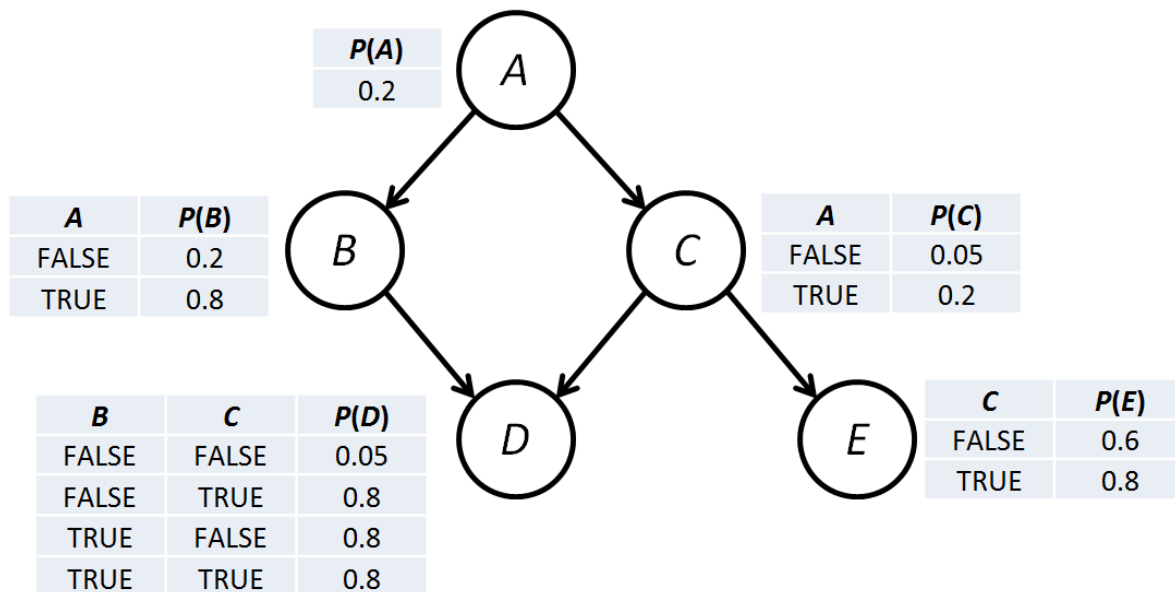 P(A)
0.2
A
A P(B)
FALSE 0.2
TRUE 0.8
B
C
A P(C)
FALSE 0.05
TRUE 0.2
B C P(D)
FALSE FALSE 0.05
FALSE TRUE 0.8
TRUE FALSE 0.8
TRUE TRUE 0.8
D
E
C P(E)
FALSE 0.6
TRUE 0.8